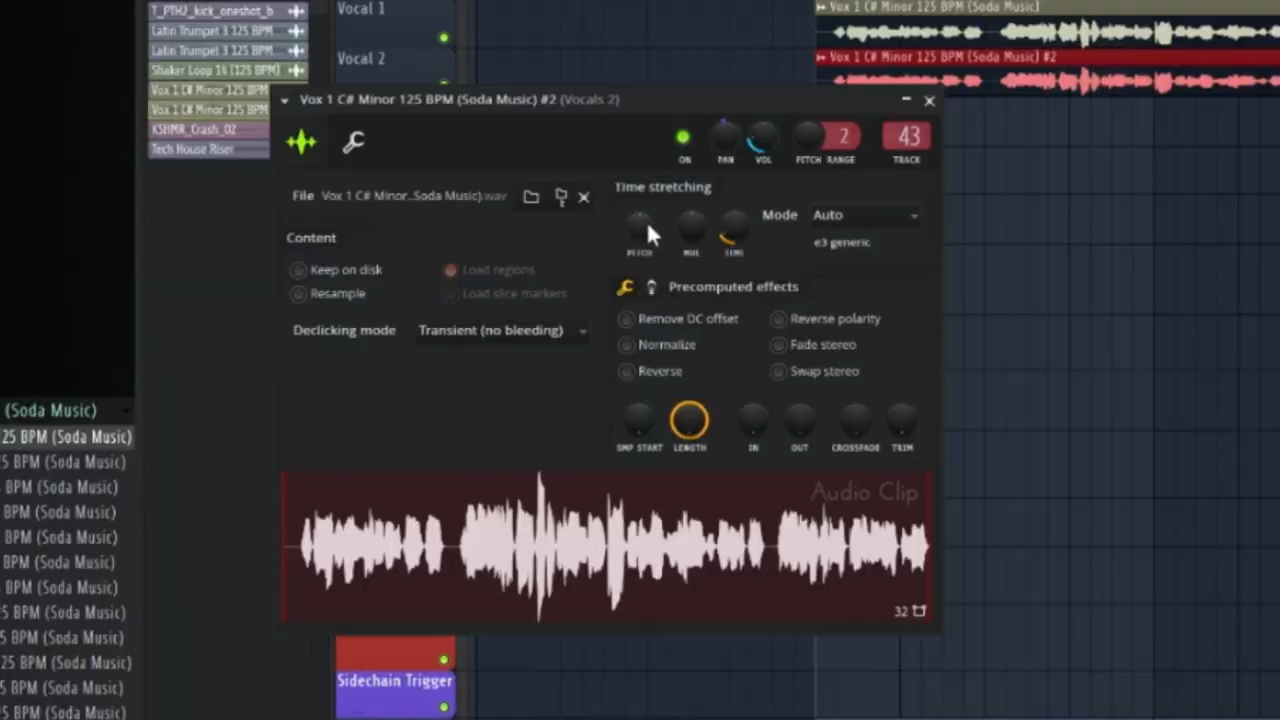 T_PTH2_kick_oneshot_b
Latin Trumpet 3 125 BPM
Latin Trumpet 3 125 BPM
Shaker Loop 14 (125 BPM)
Vox 1 C# Minor 125 BPM
Vox 1 C# Minor 125 BPM
KSHMR_Crash_02
Tech House Riser
Vocal 1
Vocal 2
Vox 1 C# Minor 125 BPM (Soda Music)
Vox 1 C# Minor 125 BPM (Soda Music) #2
Vox 1 C# Minor 125 BPM (Soda Music) #2 (Vocals 2)
2
43
ON
PAN
VOL
PITCH
RANGE
TRACK
File
Vox 1 C# Minor..Soda Music).wav
Content
Keep on disk
Load regions
Resample
Load slice markers
Declicking mode
Transient (no bleeding)
Time stretching
Mode
Auto
e3 generic
PITCH
MUL
TIME
Precomputed effects
Remove DC offset
Reverse polarity
Normalize
Fade stereo
Reverse
Swap stereo
SMP START
LENGTH
IN
OUT
CROSSFADE
TRIM
Audio Clip
32
Sidechain Trigger
(Soda Music)
25 BPM (Soda Music)
5 BPM (Soda Music)
BPM (Soda Music)
BPM (Soda Music)
BPM (Soda Music)
BPM (Soda Music)
BPM (Soda Music)
5 BPM (Soda Music)
5 BPM (Soda Music)
25 BPM (Soda Music)
5 BPM (Soda Music)
BPM (Soda Music)